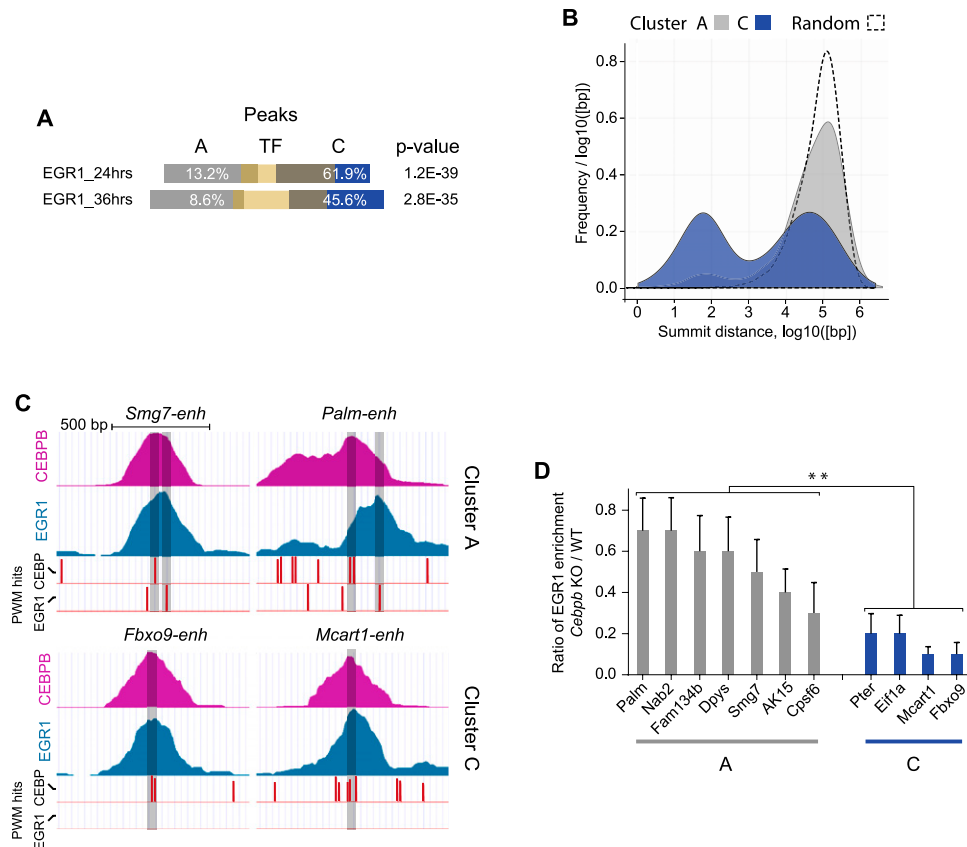 A
Peaks
A TF C p-value
EGR1_24hrs 13.2% 61.9% 1.2E-39
EGR1_36hrs 8.6% 45.6% 2.8E-35
B
Cluster A C Random
Frequency / log10([bp])
0.8
0.6
0.4
0.2
0.0
0 1 2 3 4 5 6
Summit distance, log10([bp])
C
Smg7-enh Palm-enh
500 bp
CEBPB
EGR1
PWM hits
CEBP
EGR1
Cluster A
Fbxo9-enh Mcart1-enh
CEBPB
EGR1
PWM hits
CEBP
EGR1
Cluster C
D
**
Ratio of EGR1 enrichment
Cebpb KO / WT
0.8
0.6
0.4
0.2
0.0
Palm Nab2 Fam134b Dpys Smg7 AK15 Cpsf6 Pter Eif1a Mcart1 Fbxo9
A C